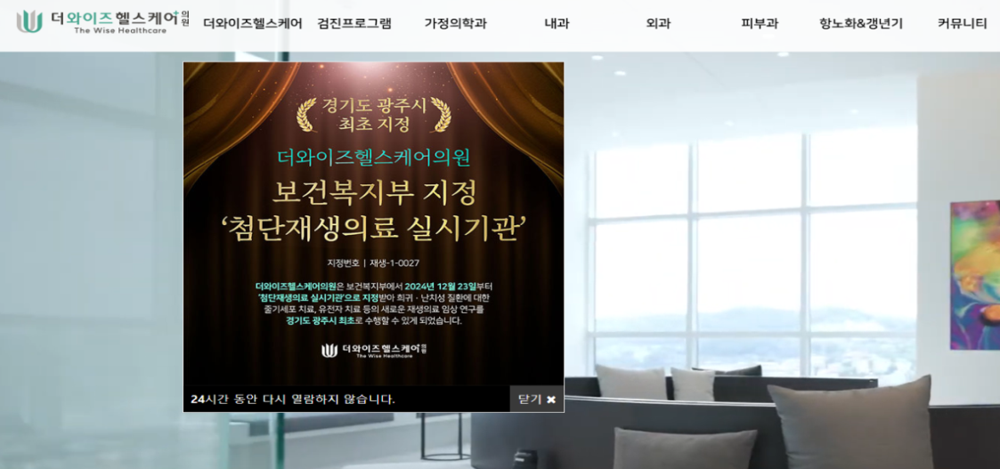 더와이즈헬스케어의원
The Wise Healthcare
더와이즈헬스케어 검진프로그램 가정의학과 내과 외과 피부과 항노화&갱년기 커뮤니티
경기도 광주시
최초 지정
더와이즈헬스케어의원
보건복지부 지정
‘첨단재생의료 실시기관’
지정번호 | 재생-1-0027
더와이즈헬스케어의원은 보건복지부에서 2024년 12월 23일부터
'첨단재생의료 실시기관'으로 지정받아 희귀 · 난치성 질환에 대한
줄기세포 치료, 유전자 치료 등의 새로운 재생의료 임상 연구를
경기도 광주시 최초로 수행할 수 있게 되었습니다.
더와이즈헬스케어의원
The Wise Healthcare
24시간 동안 다시 열람하지 않습니다.
닫기 ✖